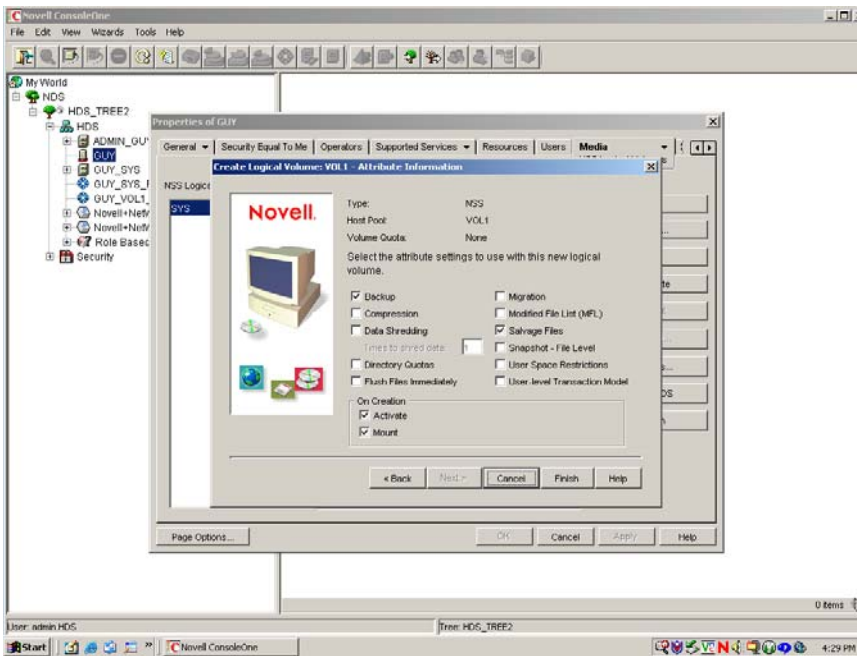 Novell ConsoleOne
File Edit View Wizards Tools Help
My World
NDS
HDS_TREE2
HDS
ADMIN_GU
GUY
GUY_SYS
GUY_SYS_
GUY_VOL1_
Novell+Net
Novell+Net
Role Based
Security
Properties of GUY
General Security Equal To Me Operators Supported Services Resources Users Media
NSS Logic
SYS
Create Logical Volume: VOL1 - Attribute Information
Novell.
Type: NSS
Host Pool: VOL1
Volume Quota: None
Select the attribute settings to use with this new logical
volume.
Backup
Compression
Data Shredding
Times to shred data: 1
Directory Quotas
Flush Files Immediately
Migration
Modified File List (MFL)
Salvage Files
Snapshot - File Level
User Space Restrictions
User-level Transaction Model
On Creation
Activate
Mount
< Back Next > Cancel Finish Help
Page Options... OK Cancel Apply Help
0 items
User: admin.HDS Tree: HDS_TREE2
Start Novell ConsoleOne 4:29 PM